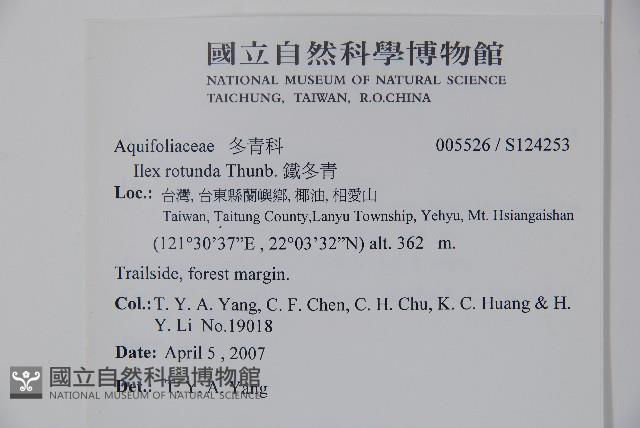 國立自然科學博物館
NATIONAL MUSEUM OF NATURAL SCIENCE
TAICHUNG, TAIWAN, R.O.CHINA
Aquifoliaceae 冬青科 005526 / S124253
Ilex rotunda Thunb. 鐵冬青
Loc.: 台灣, 台東縣蘭嶼鄉, 椰油, 相愛山
Taiwan, Taitung County,Lanyu Township, Yehyu, Mt. Hsiangaishan
(121°30'37”E , 22°03'32”N) alt. 362 m.
Trailside, forest margin.
Col.: T. Y. A. Yang, C. F. Chen, C. H. Chu, K. C. Huang & H.
Y. Li No.19018
Date: April 5 , 2007
Det.: T. Y. A. Yang
國立自然科學博物館
NATIONAL MUSEUM OF NATURAL SCIENCE